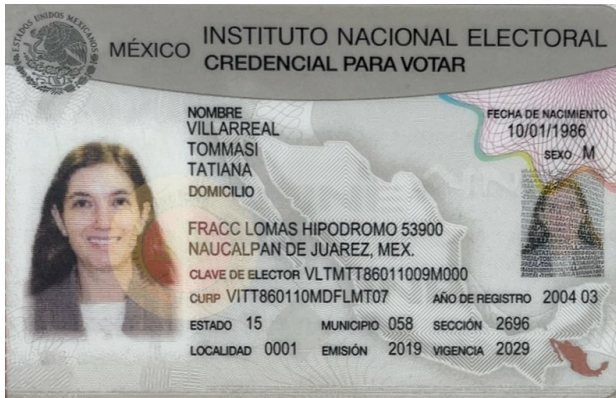 ESTADOS UNIDOS MEXICANOS
MÉXICO INSTITUTO NACIONAL ELECTORAL
CREDENCIAL PARA VOTAR
NOMBRE
VILLARREAL
TOMMASI
TATIANA
FECHA DE NACIMIENTO
10/01/1986
SEXO M
DOMICILIO
FRACC LOMAS HIPODROMO 53900
NAUCALPAN DE JUAREZ, MEX.
CLAVE DE ELECTOR VLTMTT86011009M000
CURP VITT860110MDFLMT07 AÑO DE REGISTRO 2004 03
ESTADO 15 MUNICIPIO 058 SECCIÓN 2696
LOCALIDAD 0001 EMISIÓN 2019 VIGENCIA 2029